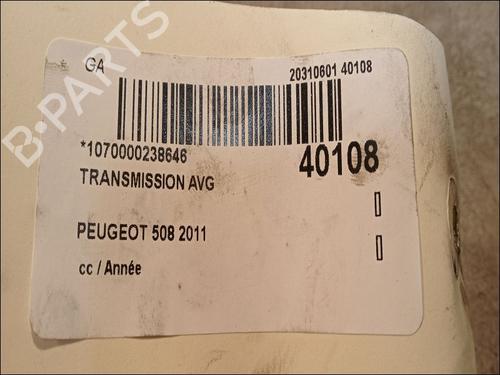 GA
20310601 40108
*1070000238646
40108
TRANSMISSION AVG
PEUGEOT 508 2011
cc / Année
B-PARTS